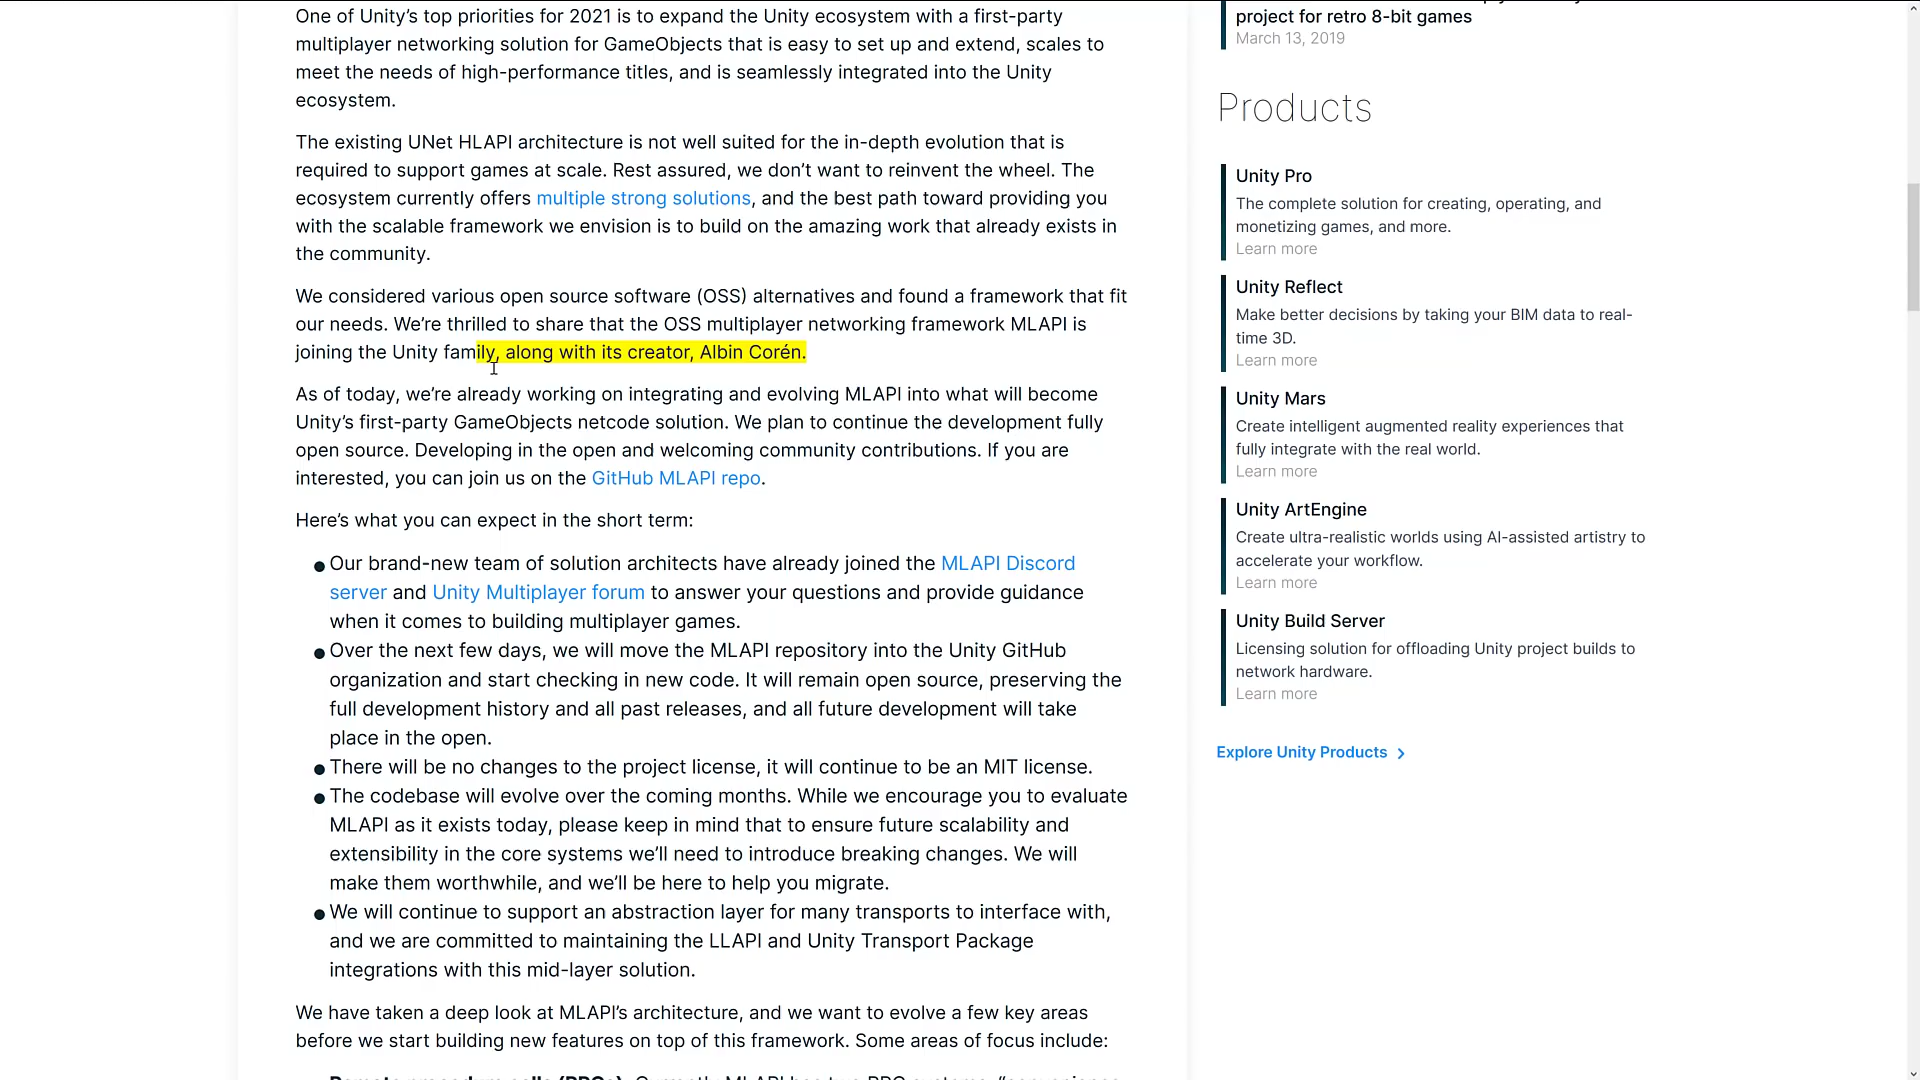 One of Unity’s top priorities for 2021 is to expand the Unity ecosystem with a first-party
multiplayer networking solution for GameObjects that is easy to set up and extend, scales to
meet the needs of high-performance titles, and is seamlessly integrated into the Unity
ecosystem.
The existing UNet HLAPI architecture is not well suited for the in-depth evolution that is
required to support games at scale. Rest assured, we don’t want to reinvent the wheel. The
ecosystem currently offers multiple strong solutions, and the best path toward providing you
with the scalable framework we envision is to build on the amazing work that already exists in
the community.
We considered various open source software (OSS) alternatives and found a framework that fit
our needs. We’re thrilled to share that the OSS multiplayer networking framework MLAPI is
joining the Unity family, along with its creator, Albin Corén.
As of today, we’re already working on integrating and evolving MLAPI into what will become
Unity’s first-party GameObjects netcode solution. We plan to continue the development fully
open source. Developing in the open and welcoming community contributions. If you are
interested, you can join us on the GitHub MLAPI repo.
Here’s what you can expect in the short term:
● Our brand-new team of solution architects have already joined the MLAPI Discord
server and Unity Multiplayer forum to answer your questions and provide guidance
when it comes to building multiplayer games.
● Over the next few days, we will move the MLAPI repository into the Unity GitHub
organization and start checking in new code. It will remain open source, preserving the
full development history and all past releases, and all future development will take
place in the open.
● There will be no changes to the project license, it will continue to be an MIT license.
● The codebase will evolve over the coming months. While we encourage you to evaluate
MLAPI as it exists today, please keep in mind that to ensure future scalability and
extensibility in the core systems we’ll need to introduce breaking changes. We will
make them worthwhile, and we’ll be here to help you migrate.
● We will continue to support an abstraction layer for many transports to interface with,
and we are committed to maintaining the LLAPI and Unity Transport Package
integrations with this mid-layer solution.
We have taken a deep look at MLAPI’s architecture, and we want to evolve a few key areas
before we start building new features on top of this framework. Some areas of focus include:
project for retro 8-bit games
March 13, 2019
Products
Unity Pro
The complete solution for creating, operating, and
monetizing games, and more.
Learn more
Unity Reflect
Make better decisions by taking your BIM data to real-
time 3D.
Learn more
Unity Mars
Create intelligent augmented reality experiences that
fully integrate with the real world.
Learn more
Unity ArtEngine
Create ultra-realistic worlds using AI-assisted artistry to
accelerate your workflow.
Learn more
Unity Build Server
Licensing solution for offloading Unity project builds to
network hardware.
Learn more
Explore Unity Products